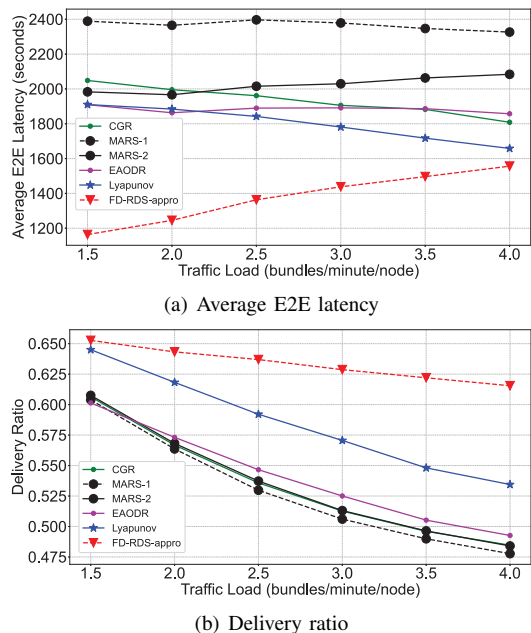 2400
2200
2000
1800
1600
1400
1200
Average E2E Latency (seconds)
CGR
MARS-1
MARS-2
EAODR
Lyapunov
FD-RDS-appro
1.5 2.0 2.5 3.0 3.5 4.0
Traffic Load (bundles/minute/node)
(a) Average E2E latency
0.650
0.625
0.600
0.575
0.550
0.525
0.500
0.475
Delivery Ratio
CGR
MARS-1
MARS-2
EAODR
Lyapunov
FD-RDS-appro
1.5 2.0 2.5 3.0 3.5 4.0
Traffic Load (bundles/minute/node)
(b) Delivery ratio